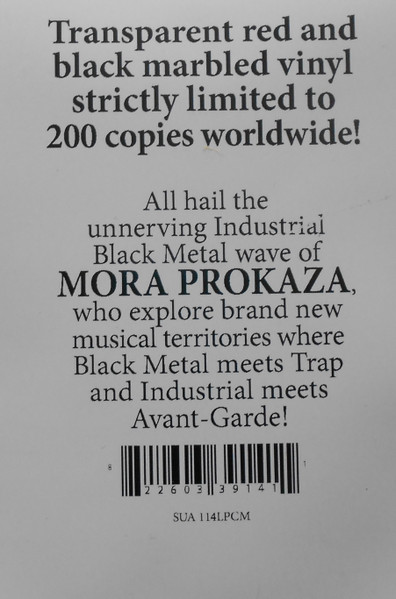 Transparent red and
black marbled vinyl
strictly limited to
200 copies worldwide!
All hail the
unnerving Industrial
Black Metal wave of
MORA PROKAZA,
who explore brand new
musical territories where
Black Metal meets Trap
and Industrial meets
Avant-Garde!
8 22603 39141 1
SUA 114LPCM